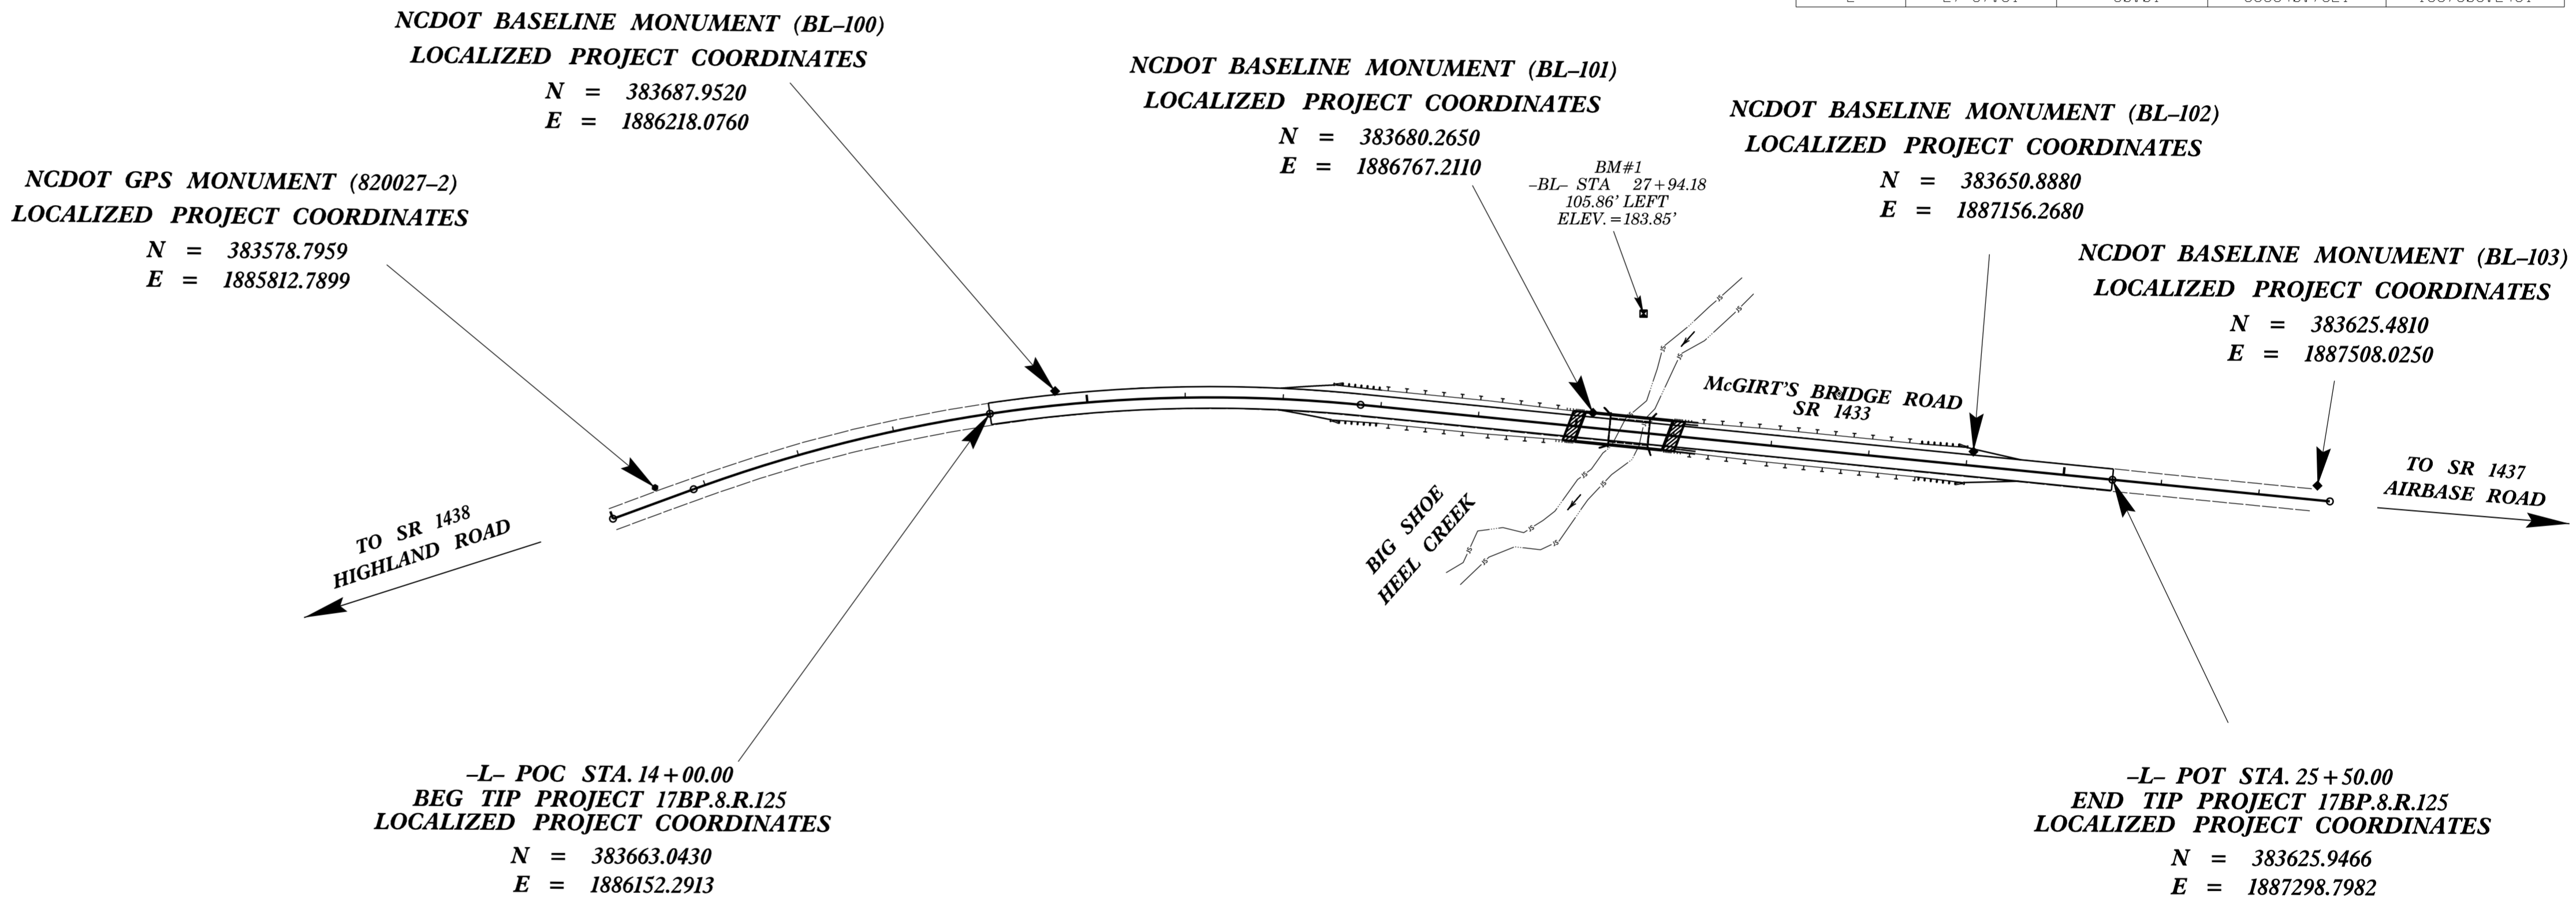 NCDOT BASELINE MONUMENT (BL–100)
LOCALIZED PROJECT COORDINATES
N = 383687.9520
E = 1886218.0760
NCDOT BASELINE MONUMENT (BL–101)
LOCALIZED PROJECT COORDINATES
N = 383680.2650
E = 1886767.2110
NCDOT BASELINE MONUMENT (BL–102)
LOCALIZED PROJECT COORDINATES
N = 383650.8880
E = 1887156.2680
NCDOT GPS MONUMENT (820027–2)
LOCALIZED PROJECT COORDINATES
N = 383578.7959
E = 1885812.7899
BM#1
–BL– STA 27+94.18
105.86' LEFT
ELEV.=183.85'
NCDOT BASELINE MONUMENT (BL–103)
LOCALIZED PROJECT COORDINATES
N = 383625.4810
E = 1887508.0250
McGIRT'S BRIDGE ROAD
SR 1433
TO SR 1437
AIRBASE ROAD
TO SR 1438
HIGHLAND ROAD
BIG SHOE
HEEL CREEK
–L– POC STA. 14+00.00
BEG TIP PROJECT 17BP.8.R.125
LOCALIZED PROJECT COORDINATES
N = 383663.0430
E = 1886152.2913
–L– POT STA. 25+50.00
END TIP PROJECT 17BP.8.R.125
LOCALIZED PROJECT COORDINATES
N = 383625.9466
E = 1887298.7982